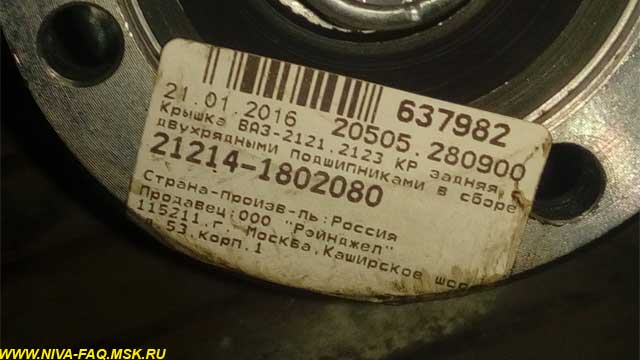 637982
21.01.2016 20505.280900
Крышка ВАЗ-2121.2123 КР задняя,
двухрядными подшипниками в сборе
21214-1802080
Страна-произв-ль:Россия
Продавец:ООО "Рэйнджел"
115211.г. Москва,Каширское шос
д.53.корп.1
WWW.NIVA-FAQ.MSK.RU